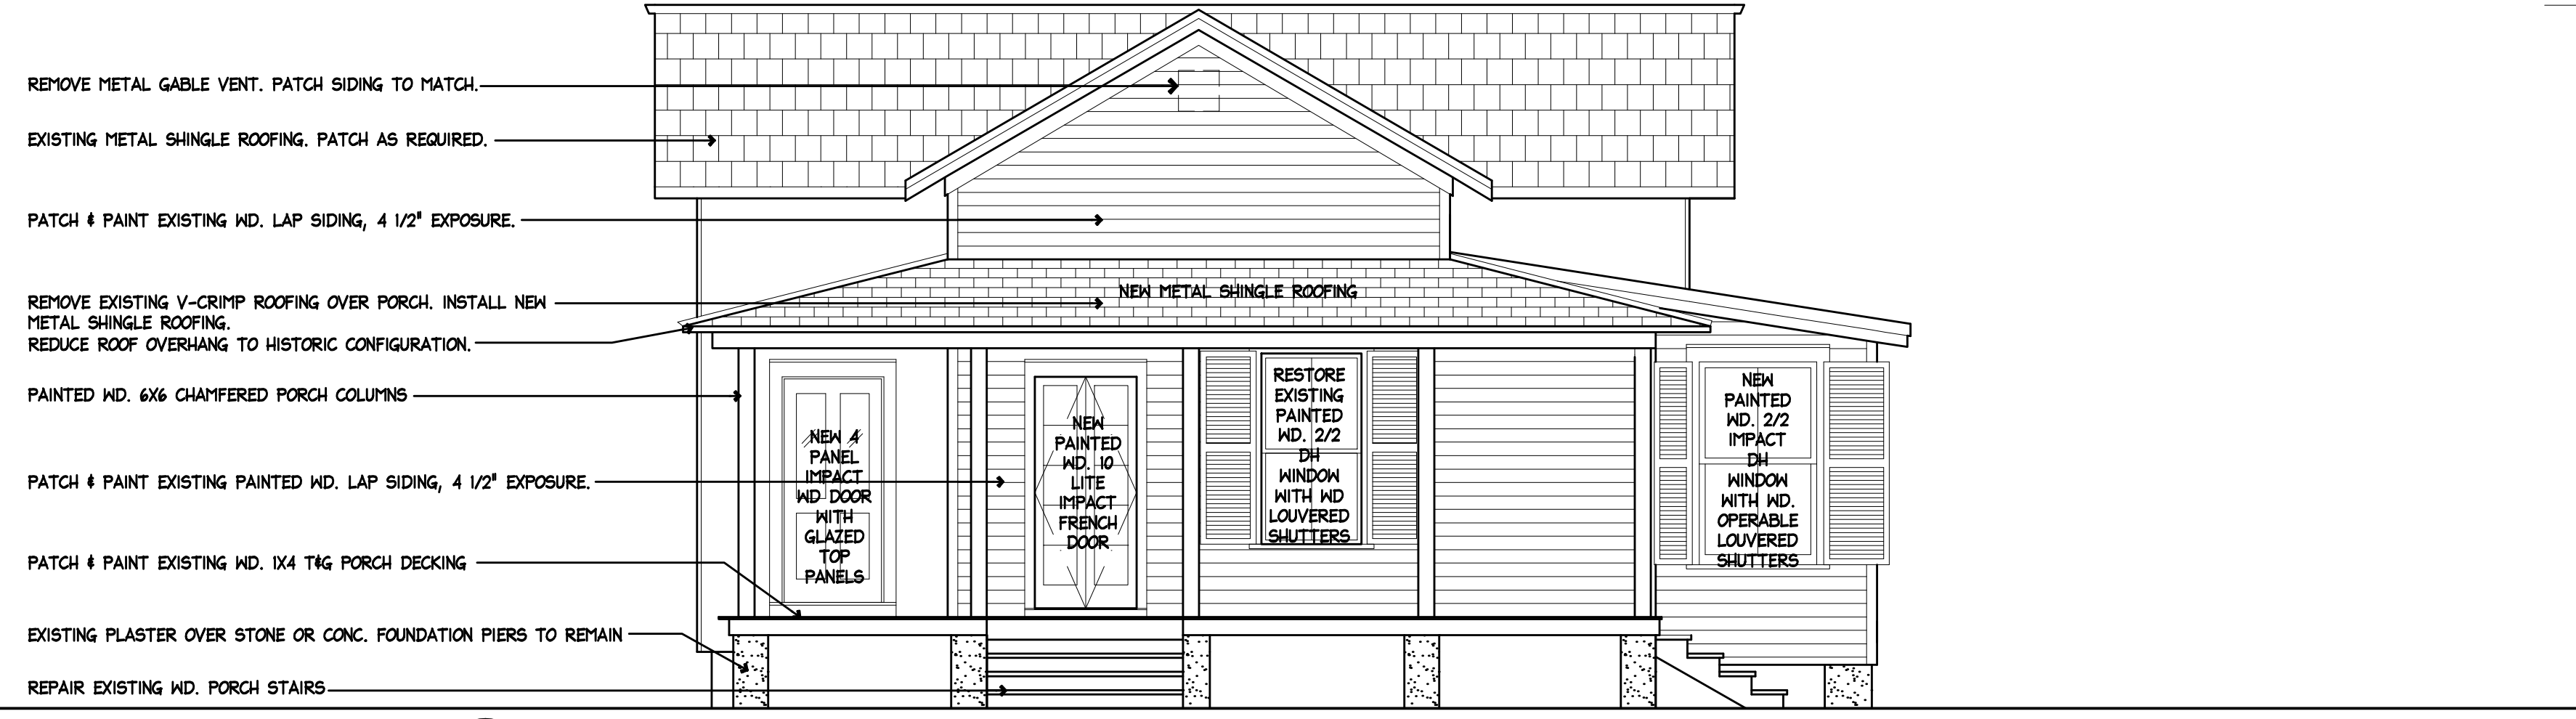 REMOVE METAL GABLE VENT. PATCH SIDING TO MATCH.
EXISTING METAL SHINGLE ROOFING. PATCH AS REQUIRED.
PATCH & PAINT EXISTING WD. LAP SIDING, 4 1/2" EXPOSURE.
REMOVE EXISTING V-CRIMP ROOFING OVER PORCH. INSTALL NEW
METAL SHINGLE ROOFING.
REDUCE ROOF OVERHANG TO HISTORIC CONFIGURATION.
PAINTED WD. 6X6 CHAMFERED PORCH COLUMNS
PATCH & PAINT EXISTING PAINTED WD. LAP SIDING, 4 1/2" EXPOSURE.
PATCH & PAINT EXISTING WD. 1X4 T&G PORCH DECKING
EXISTING PLASTER OVER STONE OR CONC. FOUNDATION PIERS TO REMAIN
REPAIR EXISTING WD. PORCH STAIRS
NEW METAL SHINGLE ROOFING
NEW 4
PANEL
IMPACT
WD DOOR
WITH
GLAZED
TOP
PANELS
NEW
PAINTED
WD. 10
LITE
IMPACT
FRENCH
DOOR
RESTORE
EXISTING
PAINTED
WD. 2/2
DH
WINDOW
WITH WD
LOUVERED
SHUTTERS
NEW
PAINTED
WD. 2/2
IMPACT
DH
WINDOW
WITH WD.
OPERABLE
LOUVERED
SHUTTERS